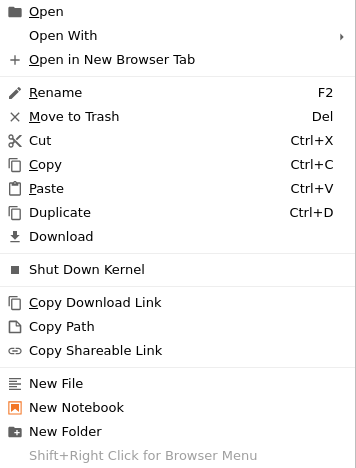 Open
Open With
Open in New Browser Tab
Rename F2
Move to Trash Del
Cut Ctrl+X
Copy Ctrl+C
Paste Ctrl+V
Duplicate Ctrl+D
Download
Shut Down Kernel
Copy Download Link
Copy Path
Copy Shareable Link
New File
New Notebook
New Folder
Shift+Right Click for Browser Menu